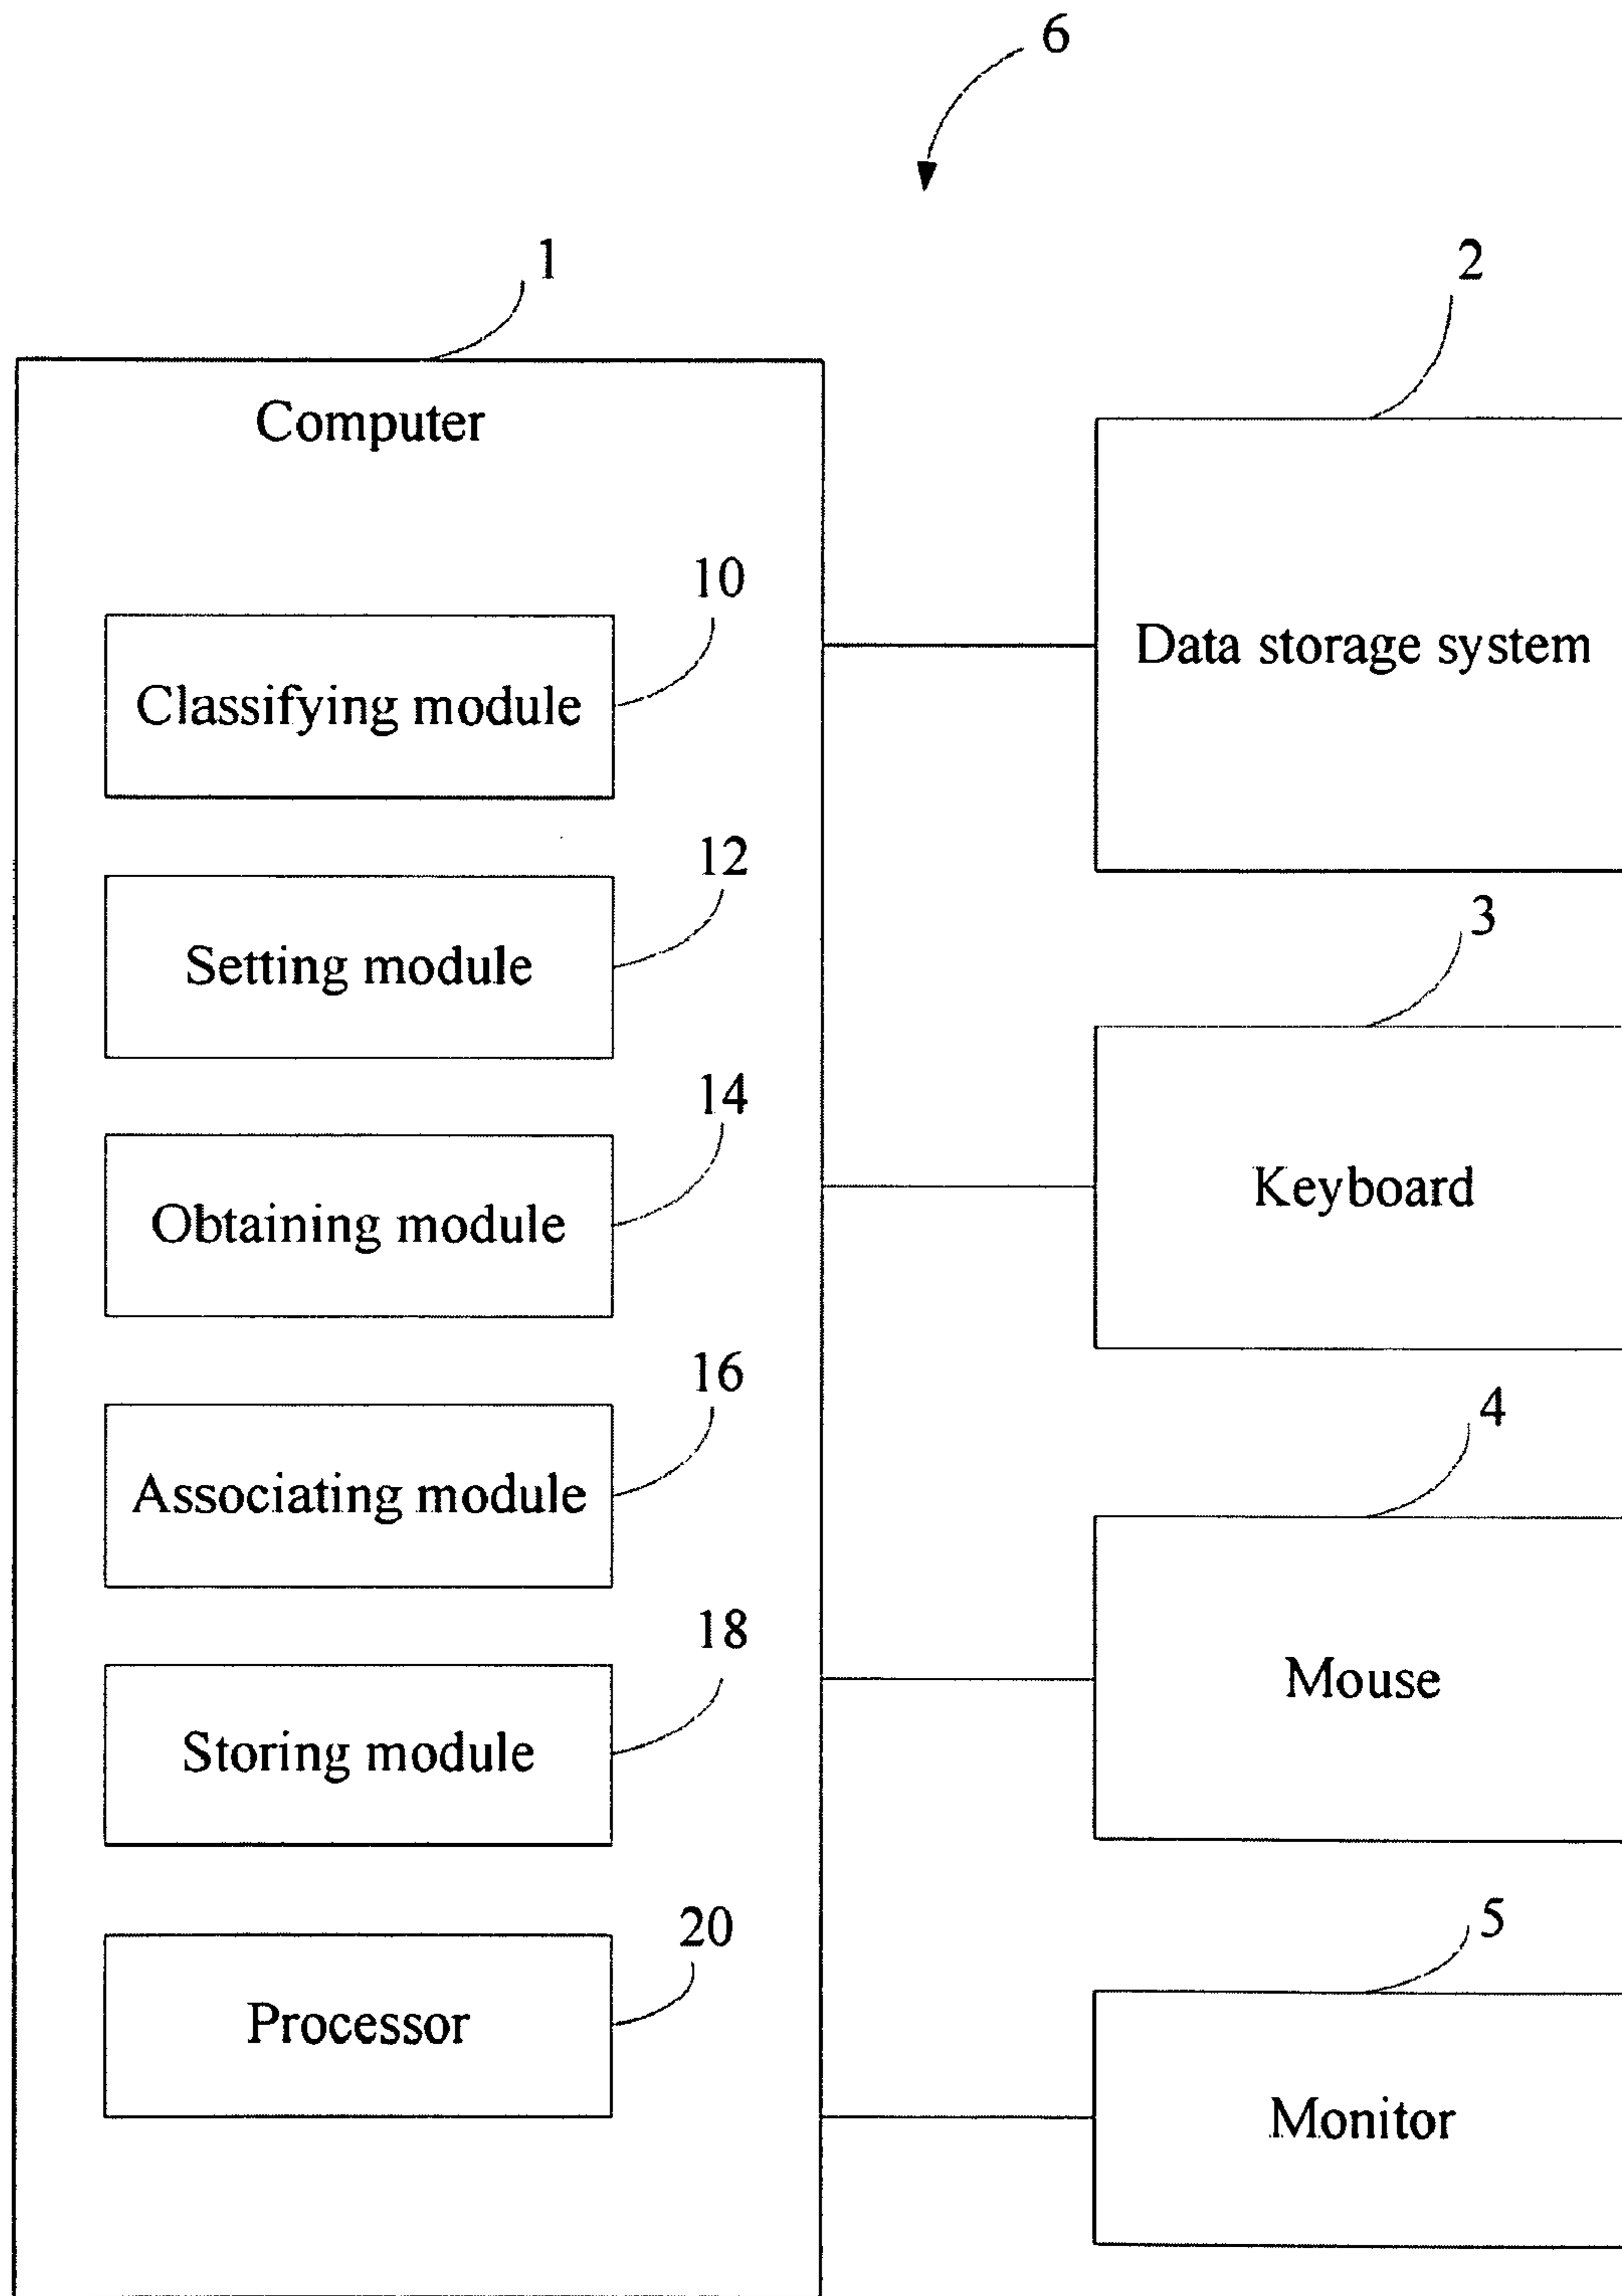 6
1
Computer
10
Classifying module
12
Setting module
14
Obtaining module
16
Associating module
18
Storing module
20
Processor
2
Data storage system
3
Keyboard
4
Mouse
5
Monitor